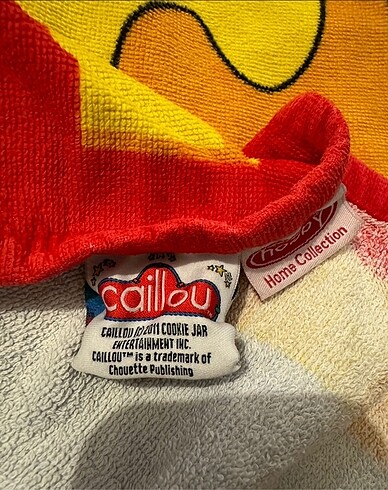 caillou
CAILLOU © 2011 COOKIE JAR
ENTERTAINMENT INC.
CAILLOU™ is a trademark of
Chouette Publishing
Home Collection